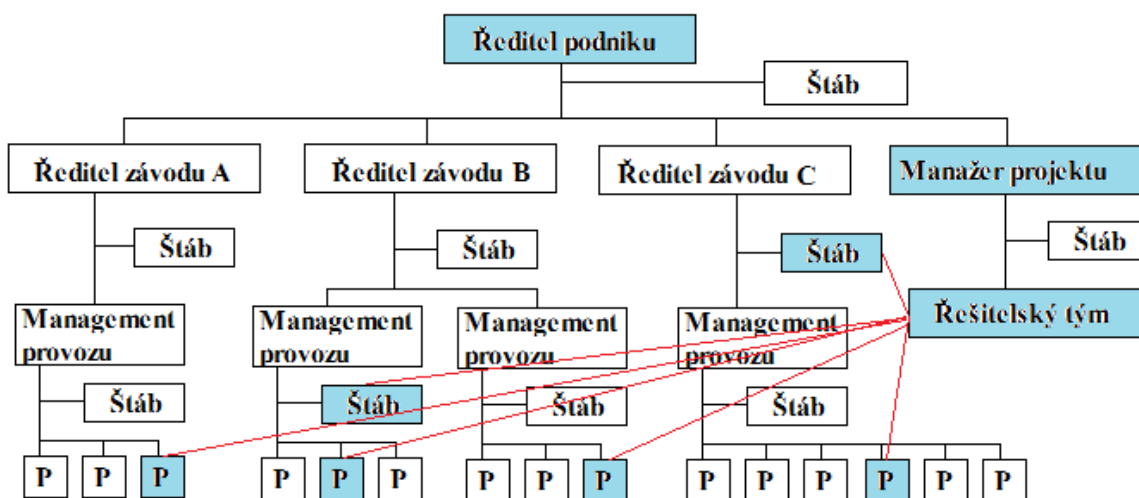 Ředitel podniku
Štáb
Ředitel závodu A
Ředitel závodu B
Ředitel závodu C
Manažer projektu
Štáb
Štáb
Štáb
Štáb
Management
provozu
Management
provozu
Management
provozu
Management
provozu
Řešitelský tým
Štáb
Štáb
Štáb
Štáb
P P P P P P P P P P P P P P P